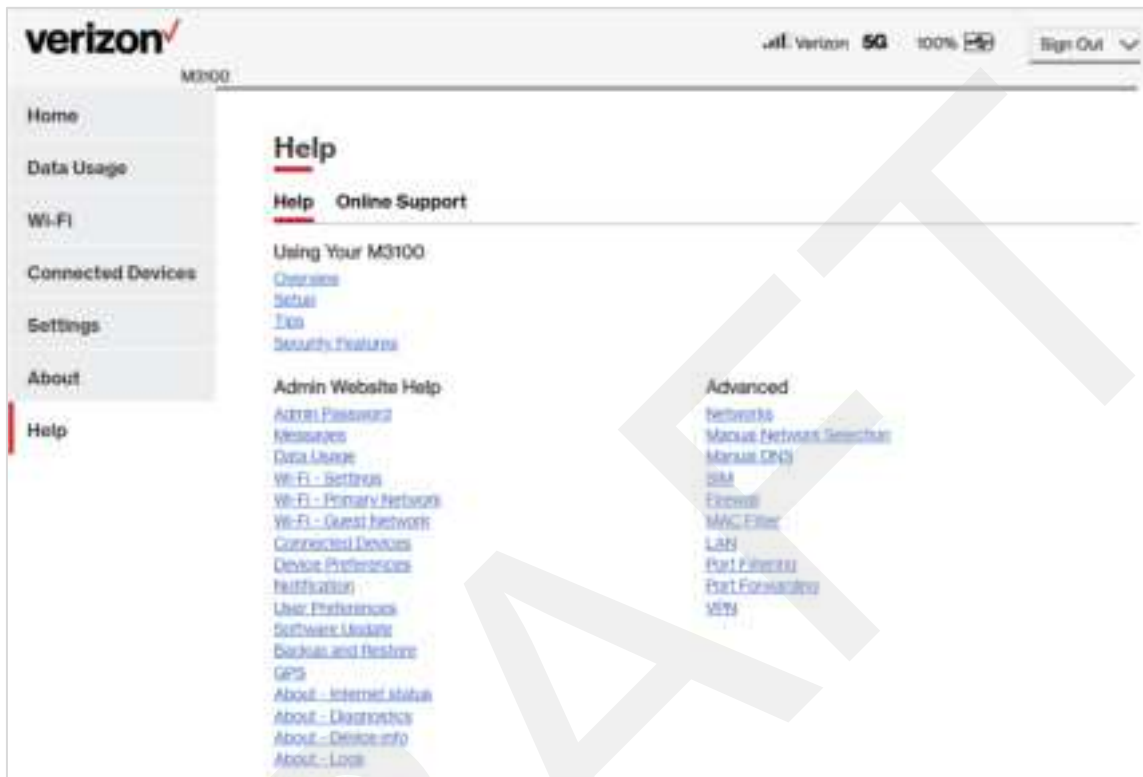 verizon
Verizon 5G 100% Sign Out
M3100
Home
Data Usage
Wi-Fi
Connected Devices
Settings
About
Help
Help
Help Online Support
Using Your M3100
Overview
Setup
Tips
Security Features
Admin Website Help
Admin Password
Messages
Data Usage
Wi-Fi - Settings
Wi-Fi - Primary Network
Wi-Fi - Guest Network
Connected Devices
Device Preferences
Notification
User Preferences
Software Update
Backup and Restore
GPS
About - Internet status
About - Diagnostics
About - Device info
About - Logs
Advanced
Networks
Manual Network Selection
Manual DNS
SIM
Firewall
MAC Filter
LAN
Port Filtering
Port Forwarding
VPN